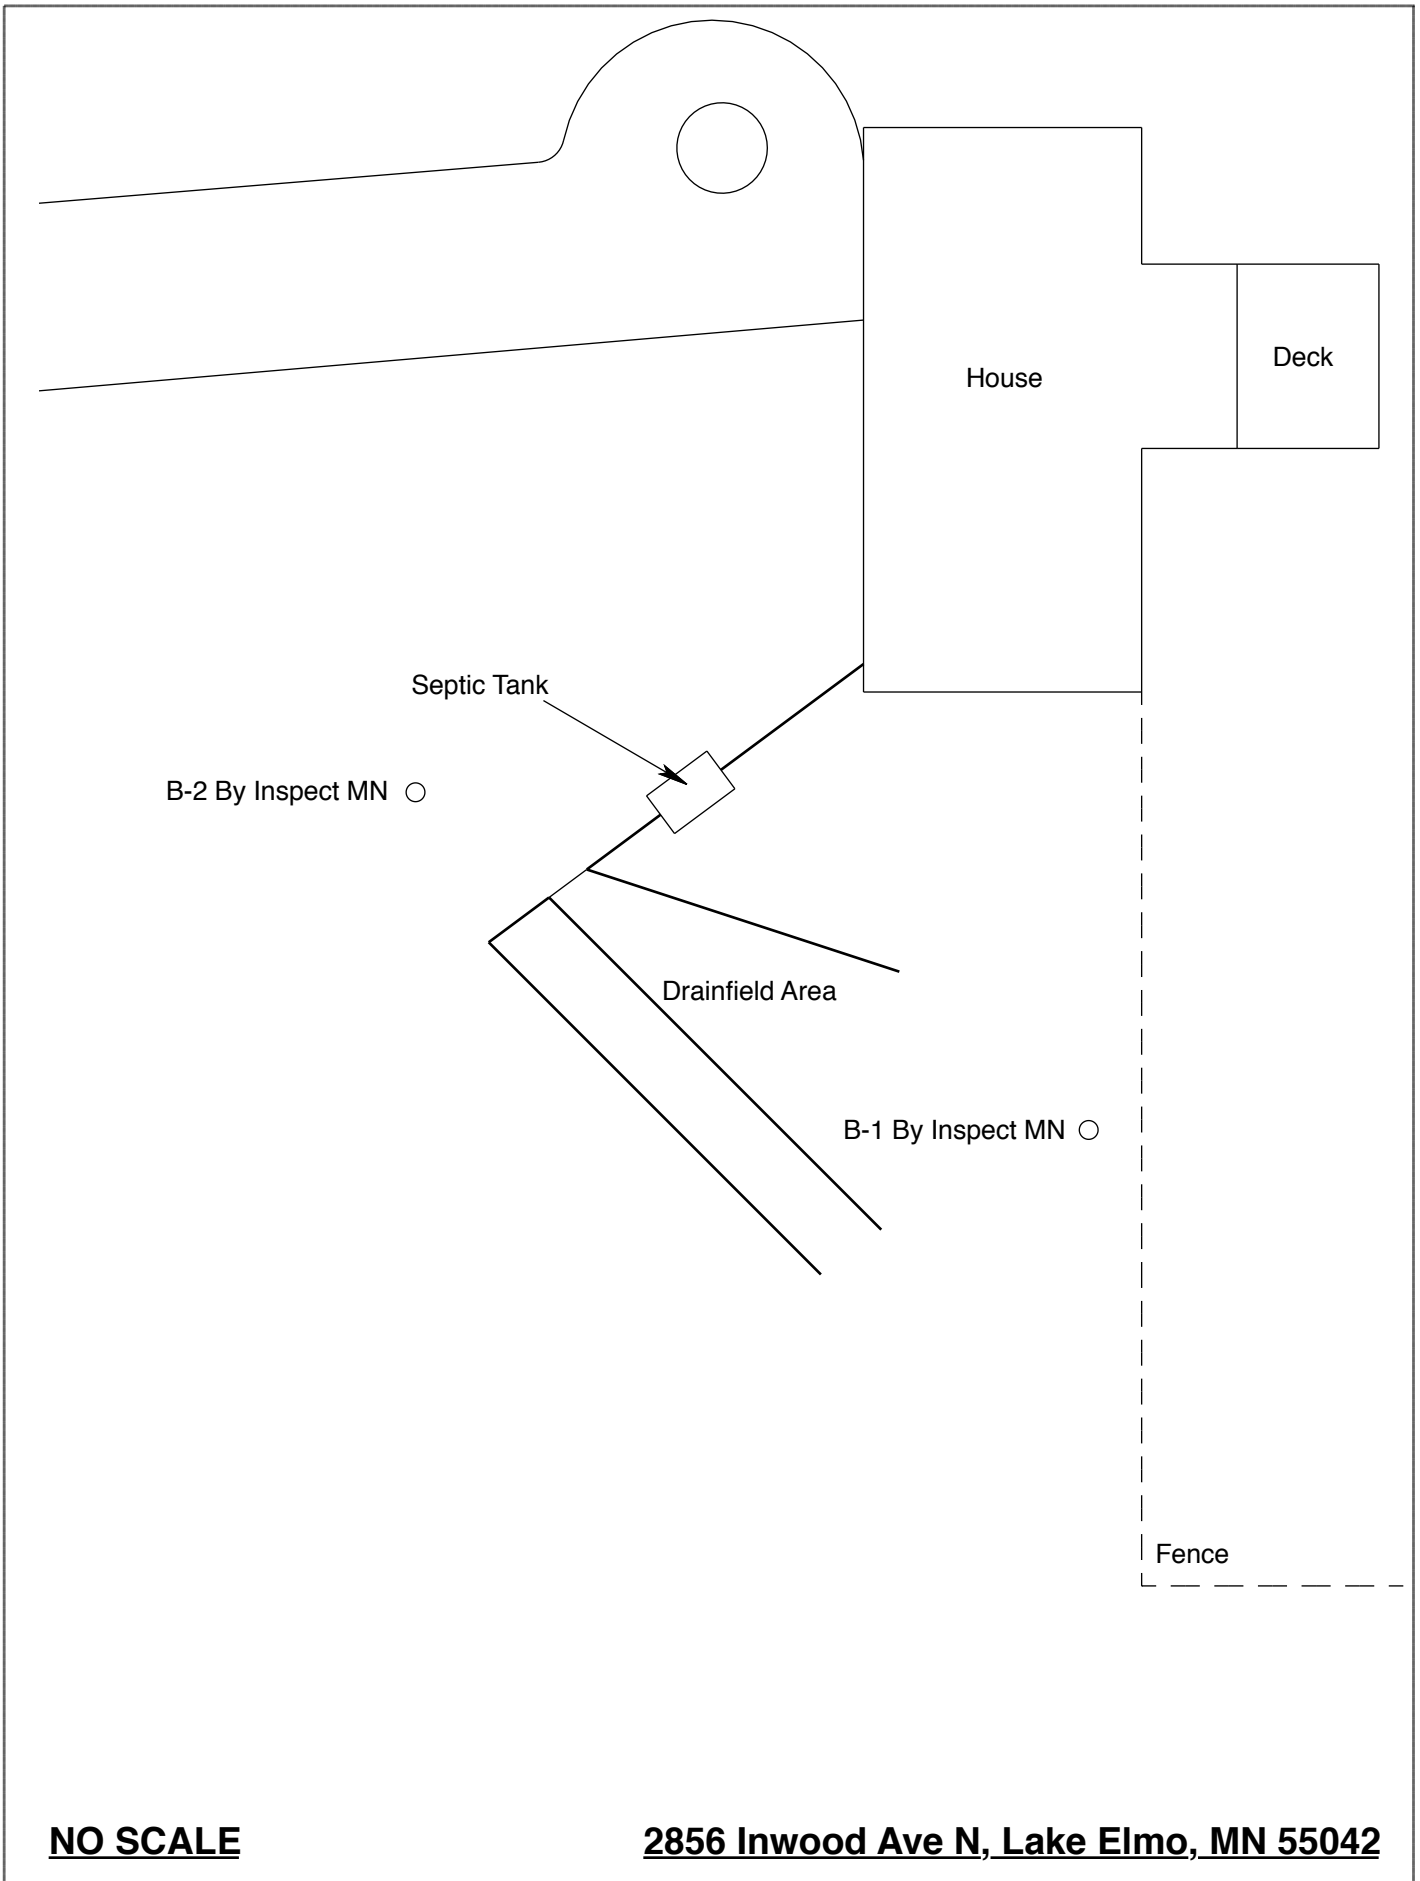 Deck
House
Septic Tank
B-2 By Inspect MN
Drainfield Area
B-1 By Inspect MN
Fence
NO SCALE
2856 Inwood Ave N, Lake Elmo, MN 55042